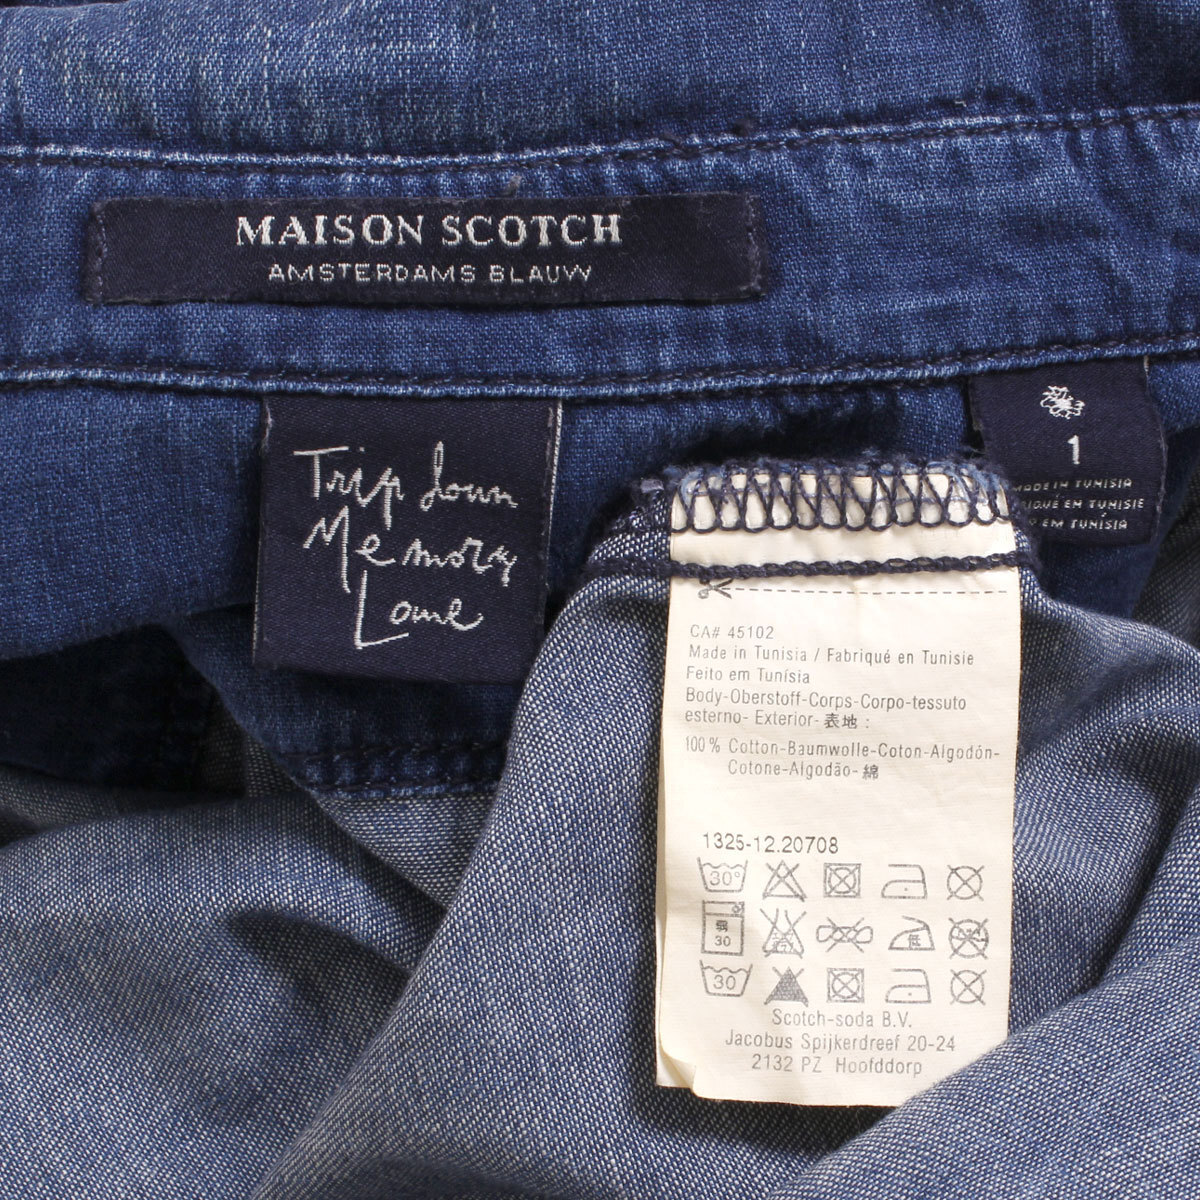 MAISON SCOTCH
AMSTERDAMS BLAUW
Trip down
Memory
Lane
1
MADE IN TUNISIA
IQUÉ EN TUNISIE
O EM TUNÍSIA
CA# 45102
Made in Tunisia / Fabriqué en Tunisie
Feito em Tunísia
Body-Oberstoff-Corps-Corpo-tessuto
esterno- Exterior- 表地 :
100 % Cotton-Baumwolle-Coton-Algodón-
Cotone-Algodão- 綿
1325-12.20708
30°
弱
30
低
30
Scotch-soda B.V.
Jacobus Spijkerdreef 20-24
2132 PZ Hoofddorp